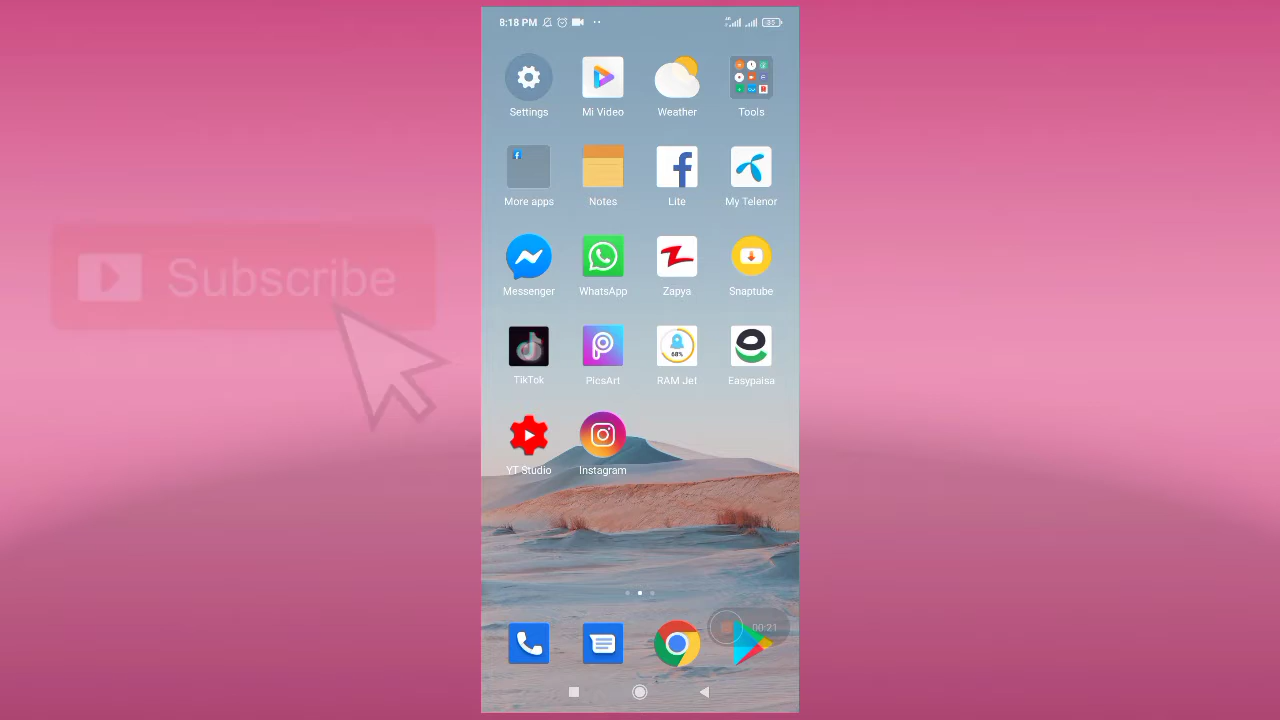 8:18 PM
Settings Mi Video Weather Tools
More apps Notes Lite My Telenor
Subscribe
Messenger WhatsApp Zapya Snaptube
68%
TikTok PicsArt RAM Jet Easypaisa
YT Studio Instagram
00:21